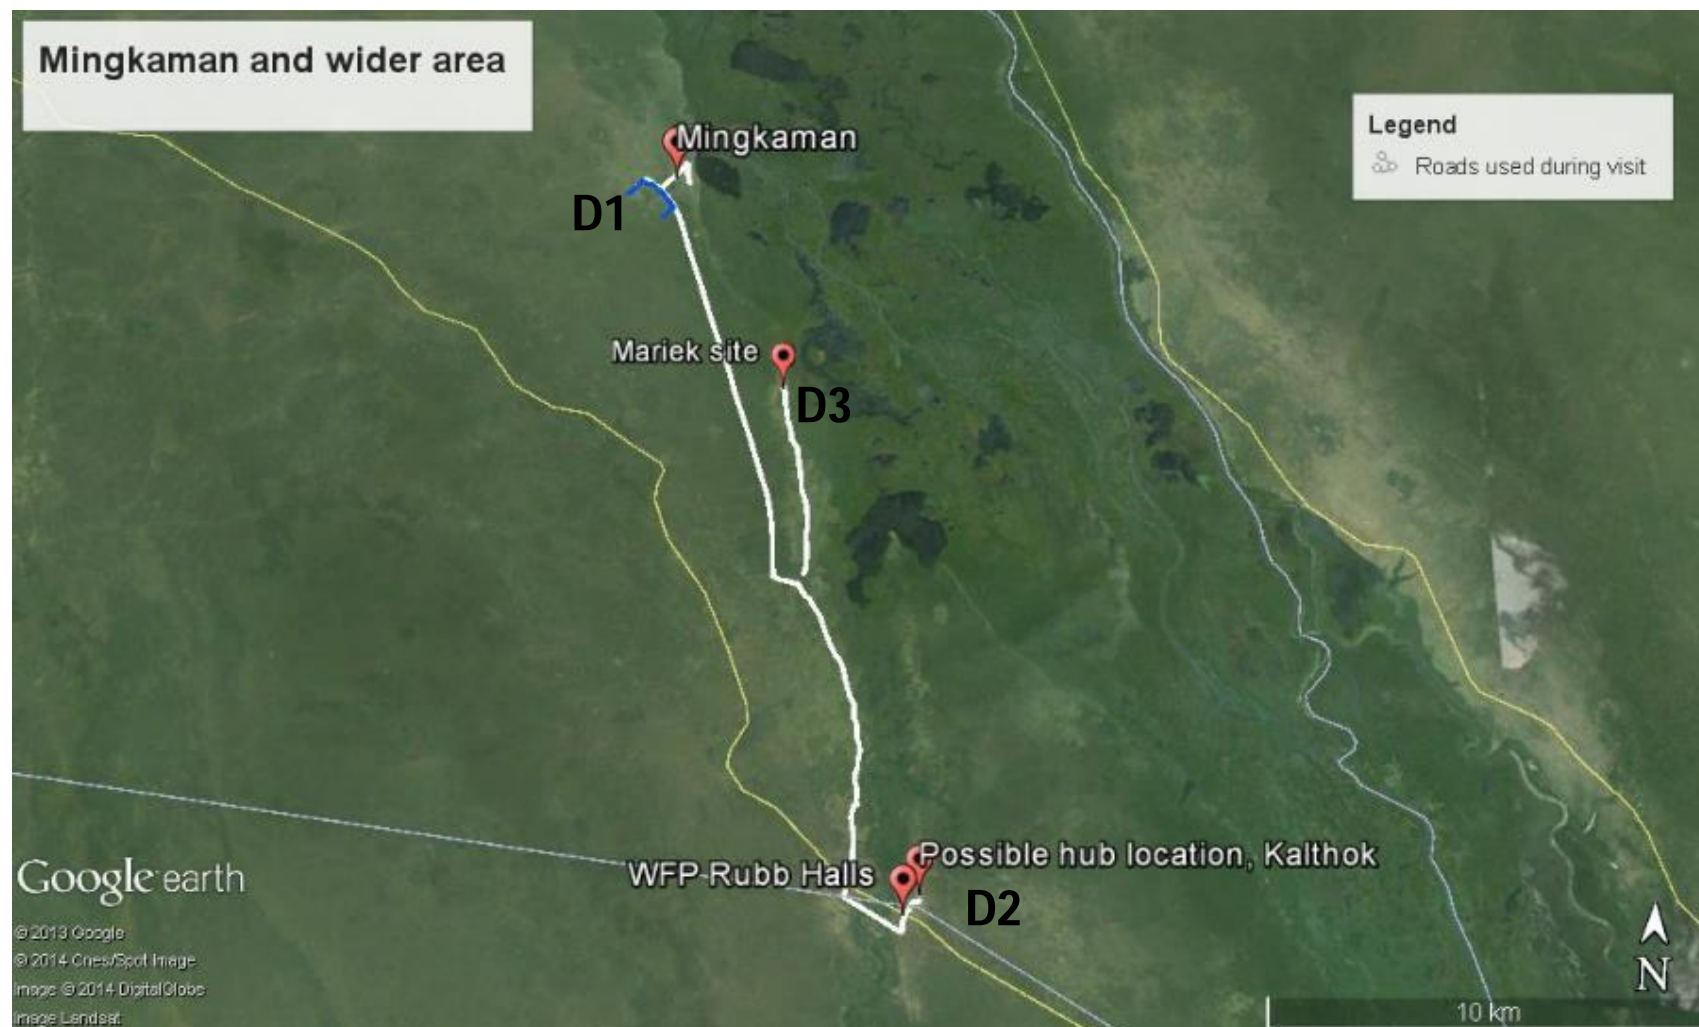 Mingkaman and wider area
Legend
Roads used during visit
Mingkaman
D1
Mariek site
D3
Possible hub location, Kalthok
WFP Rubb Halls
D2
Google earth
© 2013 Google
© 2014 Cnes/Spot Image
Image © 2014 DigitalGlobe
Image Landsat
N
10 km